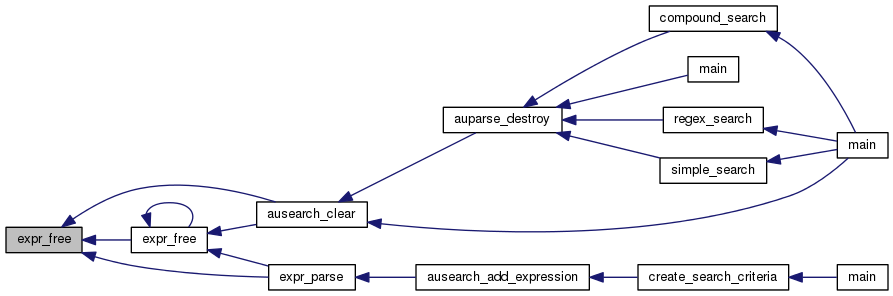 compound_search
main
auparse_destroy
regex_search
main
simple_search
ausearch_clear
expr_free
expr_free
expr_parse
ausearch_add_expression
create_search_criteria
main